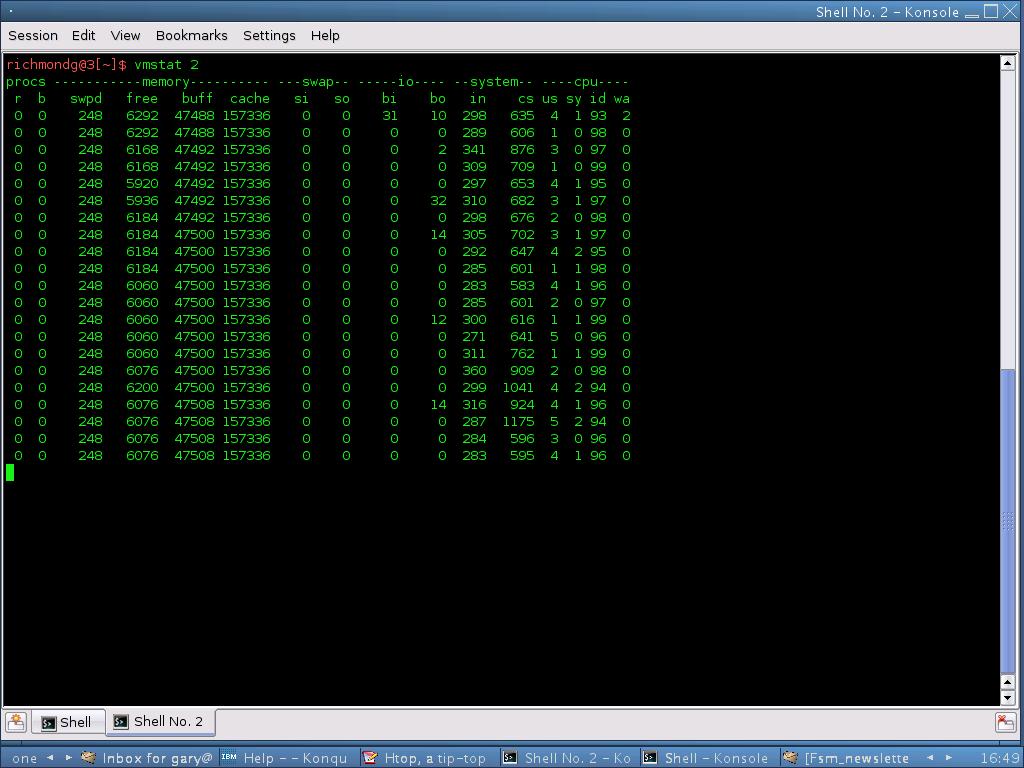 Shell No. 2 – Konsole
Session Edit View Bookmarks Settings Help
richmondg@3[~]$ vmstat 2
procs -----------memory---------- ---swap-- -----io---- --system-- ----cpu----
r b swpd free buff cache si so bi bo in cs us sy id wa
0 0 248 6292 47488 157336 0 0 31 10 298 635 4 1 93 2
0 0 248 6292 47488 157336 0 0 0 0 289 606 1 0 98 0
0 0 248 6168 47492 157336 0 0 0 2 341 876 3 0 97 0
0 0 248 6168 47492 157336 0 0 0 0 309 709 1 0 99 0
0 0 248 5920 47492 157336 0 0 0 0 297 653 4 1 95 0
0 0 248 5936 47492 157336 0 0 0 32 310 682 3 1 97 0
0 0 248 6184 47492 157336 0 0 0 0 298 676 2 0 98 0
0 0 248 6184 47500 157336 0 0 0 14 305 702 3 1 97 0
0 0 248 6184 47500 157336 0 0 0 0 292 647 4 2 95 0
0 0 248 6184 47500 157336 0 0 0 0 285 601 1 1 98 0
0 0 248 6060 47500 157336 0 0 0 0 283 583 4 1 96 0
0 0 248 6060 47500 157336 0 0 0 0 285 601 2 0 97 0
0 0 248 6060 47500 157336 0 0 0 12 300 616 1 1 99 0
0 0 248 6060 47500 157336 0 0 0 0 271 641 5 0 96 0
0 0 248 6060 47500 157336 0 0 0 0 311 762 1 1 99 0
0 0 248 6076 47500 157336 0 0 0 0 360 909 2 0 98 0
0 0 248 6200 47500 157336 0 0 0 0 299 1041 4 2 94 0
0 0 248 6076 47508 157336 0 0 0 14 316 924 4 1 96 0
0 0 248 6076 47508 157336 0 0 0 0 287 1175 5 2 94 0
0 0 248 6076 47508 157336 0 0 0 0 284 596 3 0 96 0
0 0 248 6076 47508 157336 0 0 0 0 283 595 4 1 96 0
Shell Shell No. 2
one Inbox for gary@ IBM Help – – Konqu Htop, a tip-top Shell No. 2 – Ko Shell – Konsole [Fsm_newslette 16:49